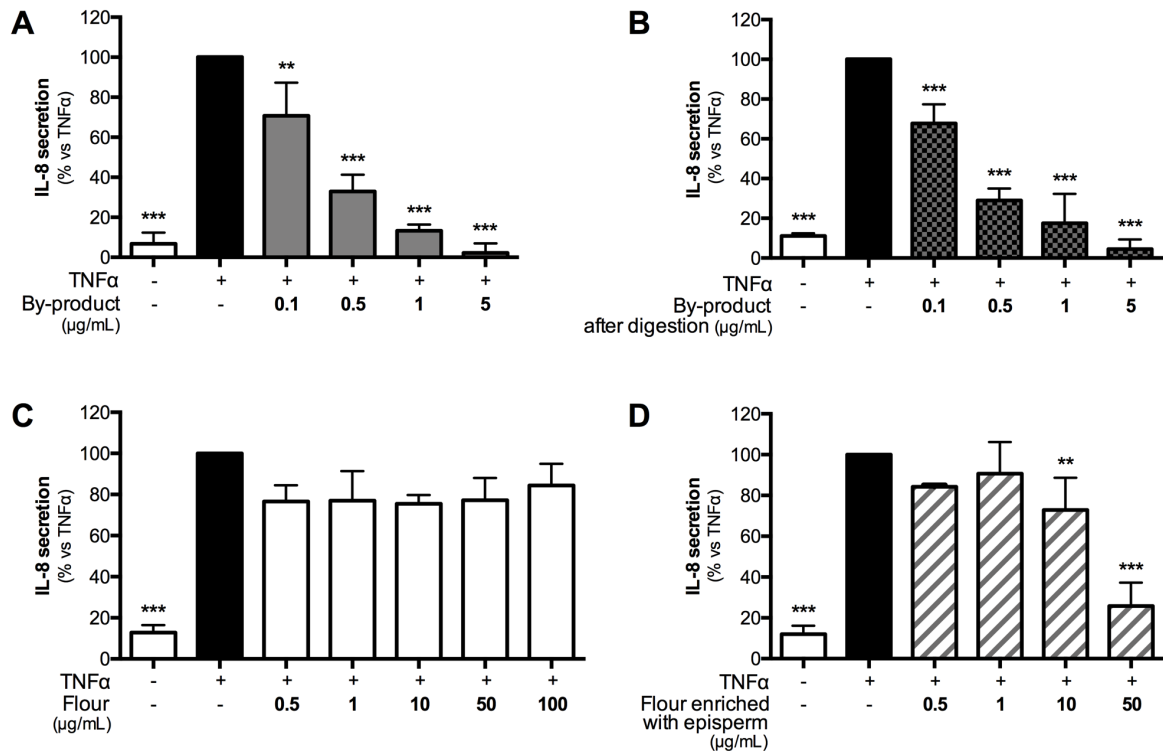 A
IL-8 secretion
(% vs TNFα)
120
100
80
60
40
20
0
*** ** *** *** ***
TNFα - + + + + +
By-product - - 0.1 0.5 1 5
(µg/mL)
B
IL-8 secretion
(% vs TNFα)
120
100
80
60
40
20
0
*** *** *** *** ***
TNFα - + + + + +
By-product - - 0.1 0.5 1 5
after digestion (µg/mL)
C
IL-8 secretion
(% vs TNFα)
120
100
80
60
40
20
0
***
TNFα - + + + + + +
Flour - - 0.5 1 10 50 100
(µg/mL)
D
IL-8 secretion
(% vs TNFα)
120
100
80
60
40
20
0
*** ** ***
TNFα - + + + + +
Flour enriched - - 0.5 1 10 50
with episperm
(µg/mL)